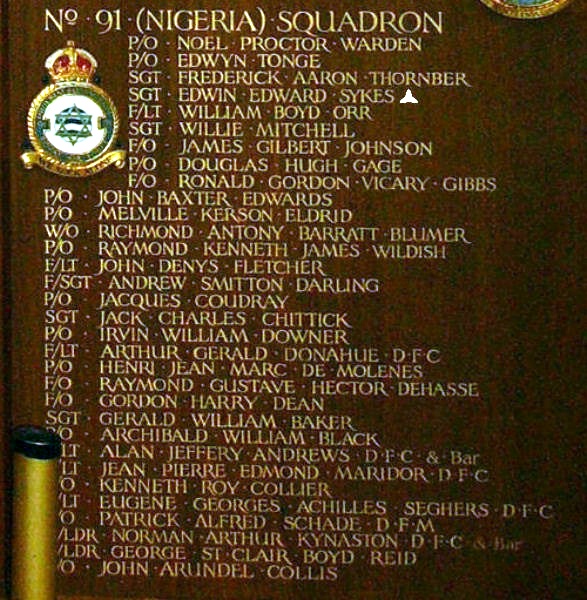 Nº · 91 · (NIGERIA) · SQUADRON
P/O · NOEL · PROCTOR · WARDEN
P/O · EDWYN · TONGE
SGT · FREDERICK · AARON · THORNBER
SGT · EDWIN · EDWARD · SYKES
F/LT · WILLIAM · BOYD · ORR
SGT · WILLIE · MITCHELL
F/O · JAMES · GILBERT · JOHNSON
P/O · DOUGLAS · HUGH · GAGE
F/O · RONALD · GORDON · VICARY · GIBBS
P/O · JOHN · BAXTER · EDWARDS
P/O · MELVILLE · KERSON · ELDRID
W/O · RICHMOND · ANTONY · BARRATT · BLUMER
P/O · RAYMOND · KENNETH · JAMES · WILDISH
F/LT · JOHN · DENYS · FLETCHER
F/SGT · ANDREW · SMITTON · DARLING
P/O · JACQUES · COUDRAY
SGT · JACK · CHARLES · CHITTICK
P/O · IRVIN · WILLIAM · DOWNER
F/LT · ARTHUR · GERALD · DONAHUE · D·F·C
P/O · HENRI · JEAN · MARC · DE · MOLENES
F/O · RAYMOND · GUSTAVE · HECTOR · DEHASSE
F/O · GORDON · HARRY · DEAN
SGT · GERALD · WILLIAM · BAKER
P/O · ARCHIBALD · WILLIAM · BLACK
/LT · ALAN · JEFFERY · ANDREWS · D·F·C · & · Bar
/LT · JEAN · PIERRE · EDMOND · MARIDOR · D·F·C
/O · KENNETH · ROY · COLLIER
/LT · EUGENE · GEORGES · ACHILLES · SEGHERS · D·F·C
/O · PATRICK · ALFRED · SCHADE · D·F·M
/LDR · NORMAN · ARTHUR · KYNASTON · D·F·C · & · Bar
/LDR · GEORGE · ST · CLAIR · BOYD · REID
/O · JOHN · ARUNDEL · COLLIS